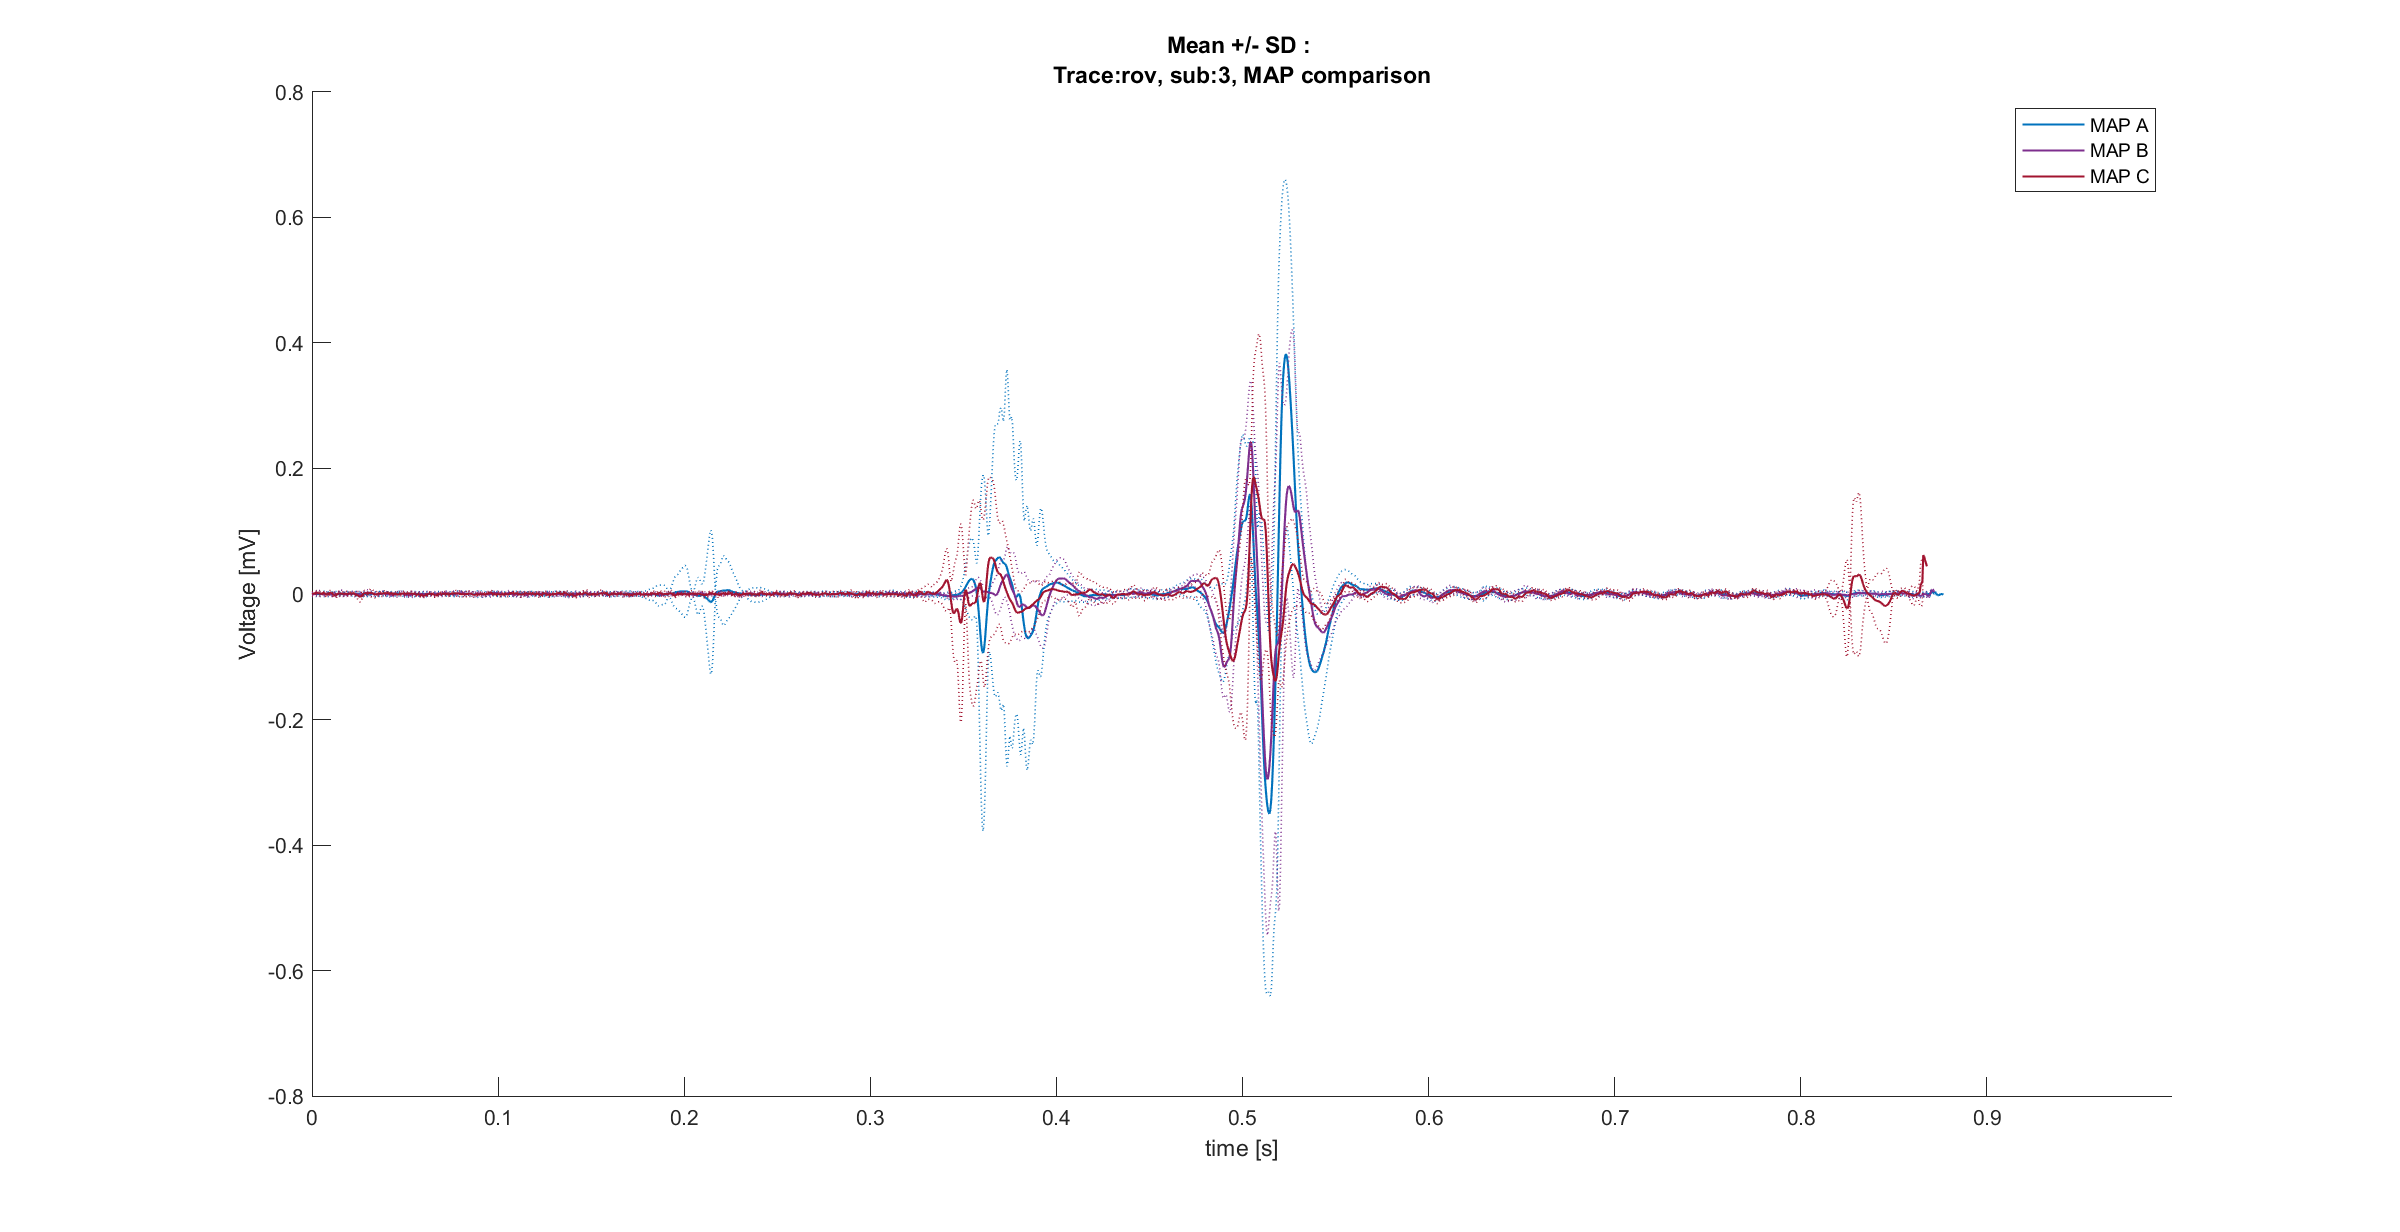 Mean +/- SD :
Trace:rov, sub:3, MAP comparison
MAP A
MAP B
MAP C
0.8
0.6
0.4
0.2
0
-0.2
-0.4
-0.6
-0.8
Voltage [mV]
0 0.1 0.2 0.3 0.4 0.5 0.6 0.7 0.8 0.9
time [s]